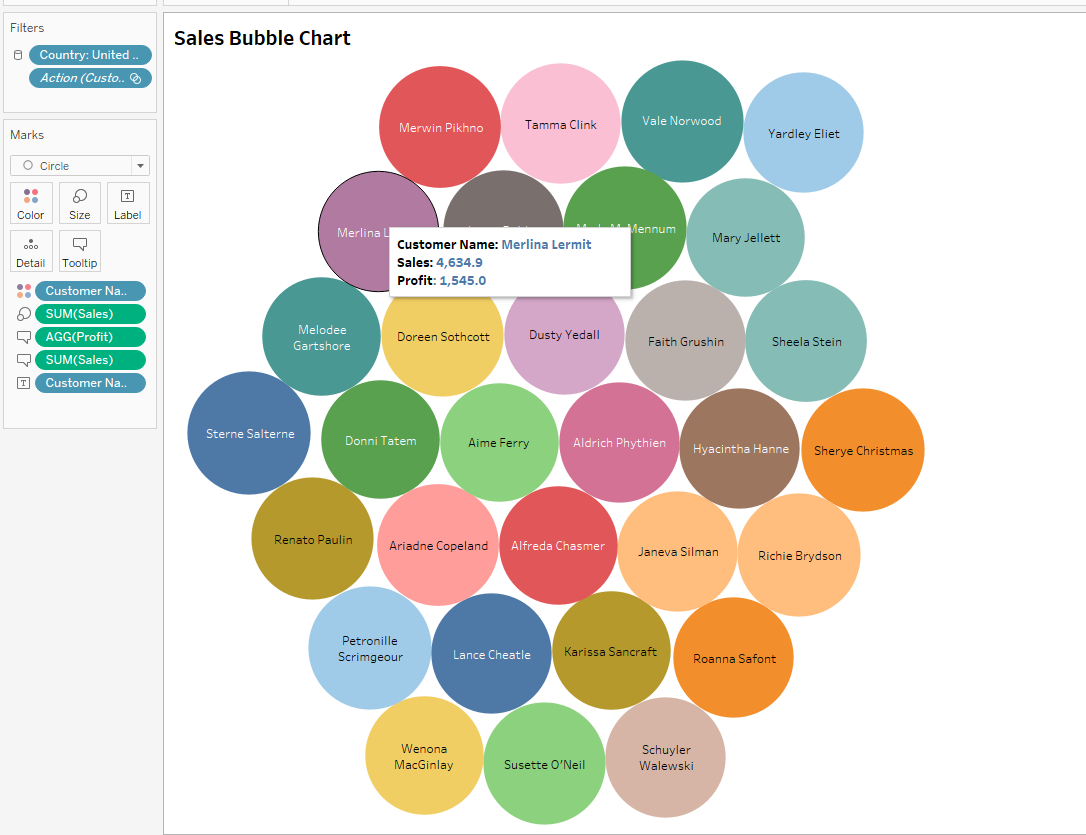 Filters
Country: United ..
Action (Custo..
Marks
Circle
Color
Size
Label
Detail
Tooltip
Customer Na..
SUM(Sales)
AGG(Profit)
SUM(Sales)
Customer Na..
Sales Bubble Chart
Merwin Pikhno
Tamma Clink
Vale Norwood
Yardley Eliet
Merlina L
Mennum
Mary Jellett
Customer Name: Merlina Lermit
Sales: 4,634.9
Profit: 1,545.0
Melodee
Gartshore
Doreen Sothcott
Dusty Yedall
Faith Grushin
Sheela Stein
Sterne Salterne
Donni Tatem
Aime Ferry
Aldrich Phythien
Hyacintha Hanne
Sherye Christmas
Renato Paulin
Ariadne Copeland
Alfreda Chasmer
Janeva Silman
Richie Brydson
Petronille
Scrimgeour
Lance Cheatle
Karissa Sancraft
Roanna Safont
Wenona
MacGinlay
Susette O'Neil
Schuyler
Walewski